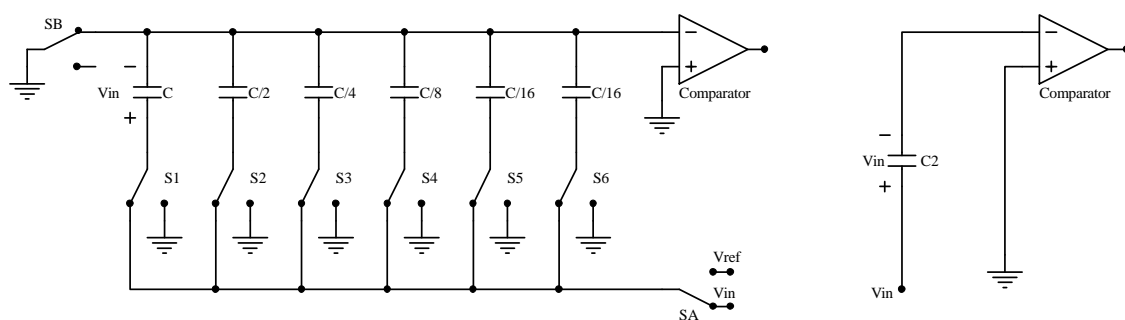 SB
Vin
−
+
C
C/2
C/4
C/8
C/16
C/16
−
+
Comparator
S1
S2
S3
S4
S5
S6
Vref
Vin
SA
−
+
Comparator
−
Vin
C2
+
Vin